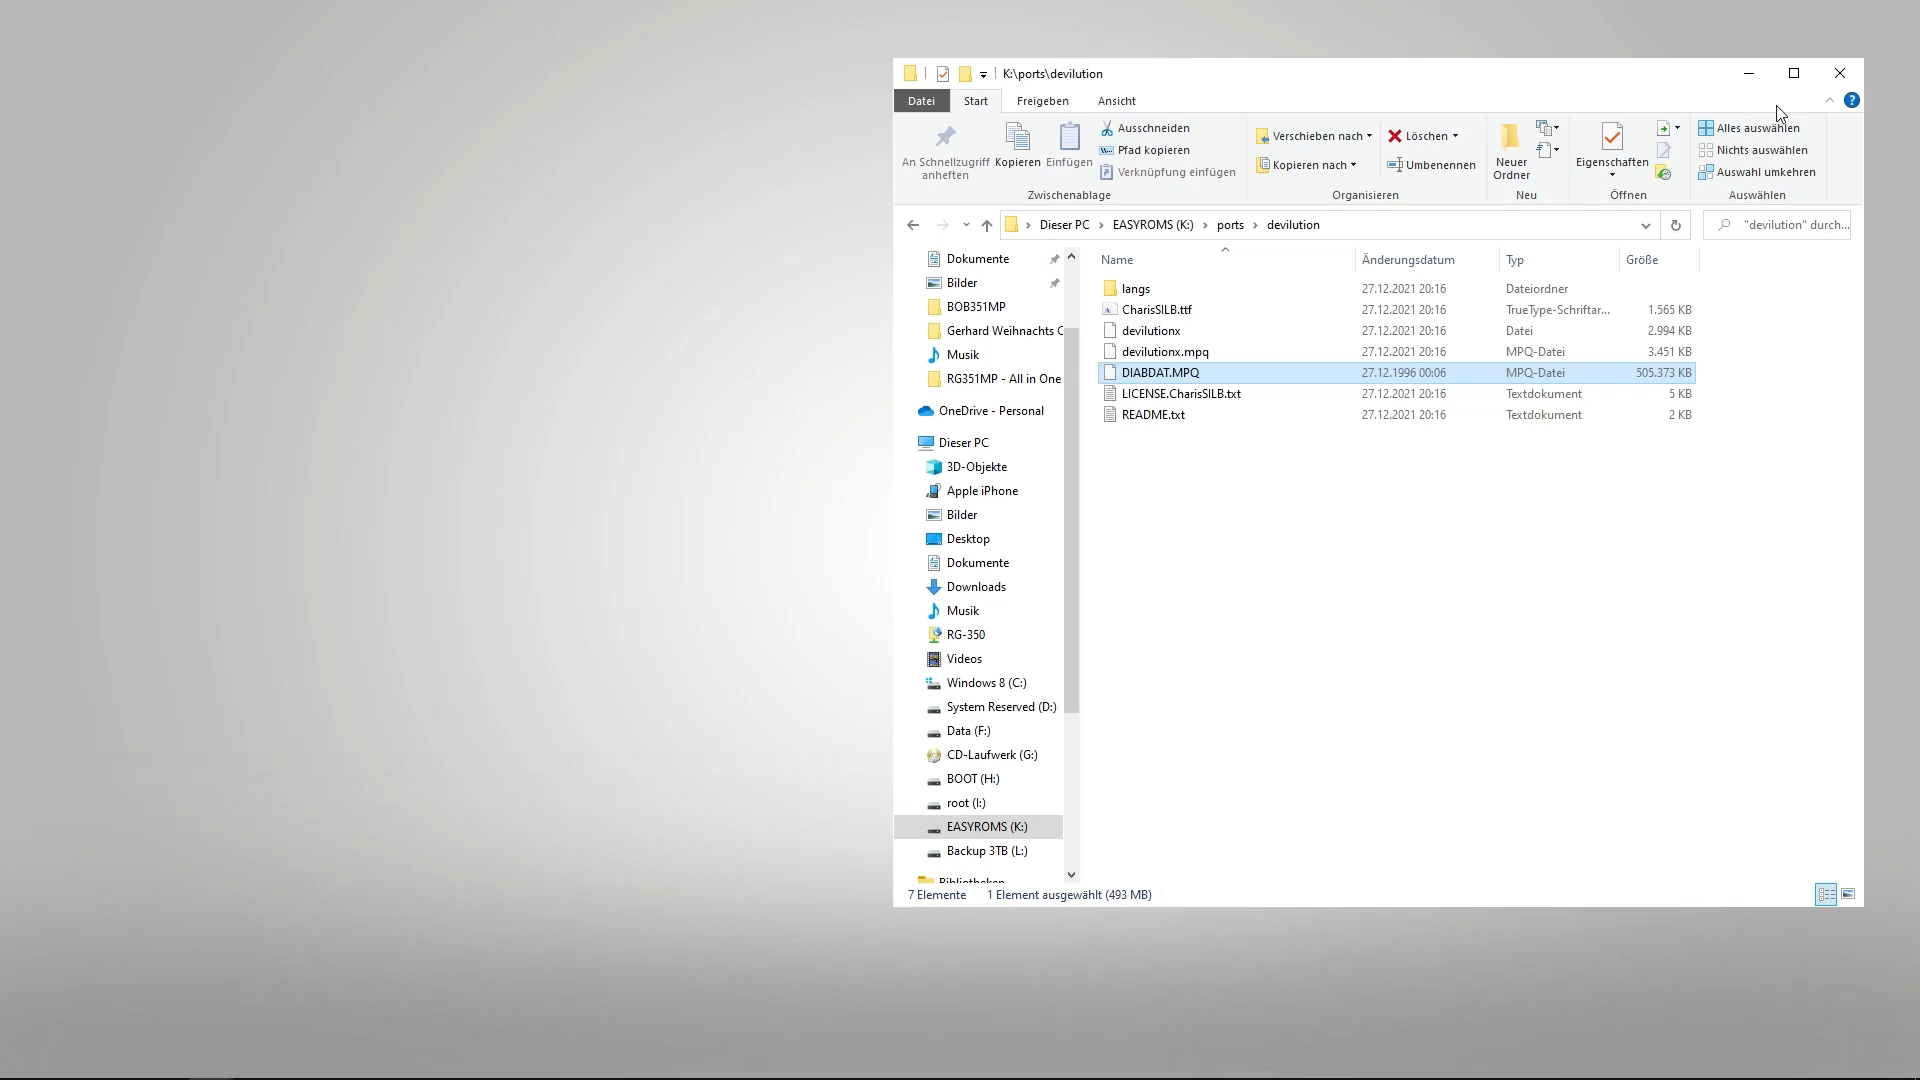 K:\ports\devilution
Datei Start Freigeben Ansicht
An Schnellzugriff anheften
Kopieren
Einfügen
Ausschneiden
Pfad kopieren
Verknüpfung einfügen
Zwischenablage
Verschieben nach
Kopieren nach
Löschen
Umbenennen
Organisieren
Neuer Ordner
Neu
Eigenschaften
Öffnen
Alles auswählen
Nichts auswählen
Auswahl umkehren
Auswählen
Dieser PC EASYROMS (K:) ports devilution
"devilution" durch...
Dokumente
Bilder
BOB351MP
Gerhard Weihnachts C
Musik
RG351MP - All in One
OneDrive - Personal
Dieser PC
3D-Objekte
Apple iPhone
Bilder
Desktop
Dokumente
Downloads
Musik
RG-350
Videos
Windows 8 (C:)
System Reserved (D:)
Data (F:)
CD-Laufwerk (G:)
BOOT (H:)
root (I:)
EASYROMS (K:)
Backup 3TB (L:)
Bibliotheken
Name Änderungsdatum Typ Größe
langs 27.12.2021 20:16 Dateiordner
CharisSILB.ttf 27.12.2021 20:16 TrueType-Schriftar... 1.565 KB
devilutionx 27.12.2021 20:16 Datei 2.994 KB
devilutionx.mpq 27.12.2021 20:16 MPQ-Datei 3.451 KB
DIABDAT.MPQ 27.12.1996 00:06 MPQ-Datei 505.373 KB
LICENSE.CharisSILB.txt 27.12.2021 20:16 Textdokument 5 KB
README.txt 27.12.2021 20:16 Textdokument 2 KB
7 Elemente 1 Element ausgewählt (493 MB)